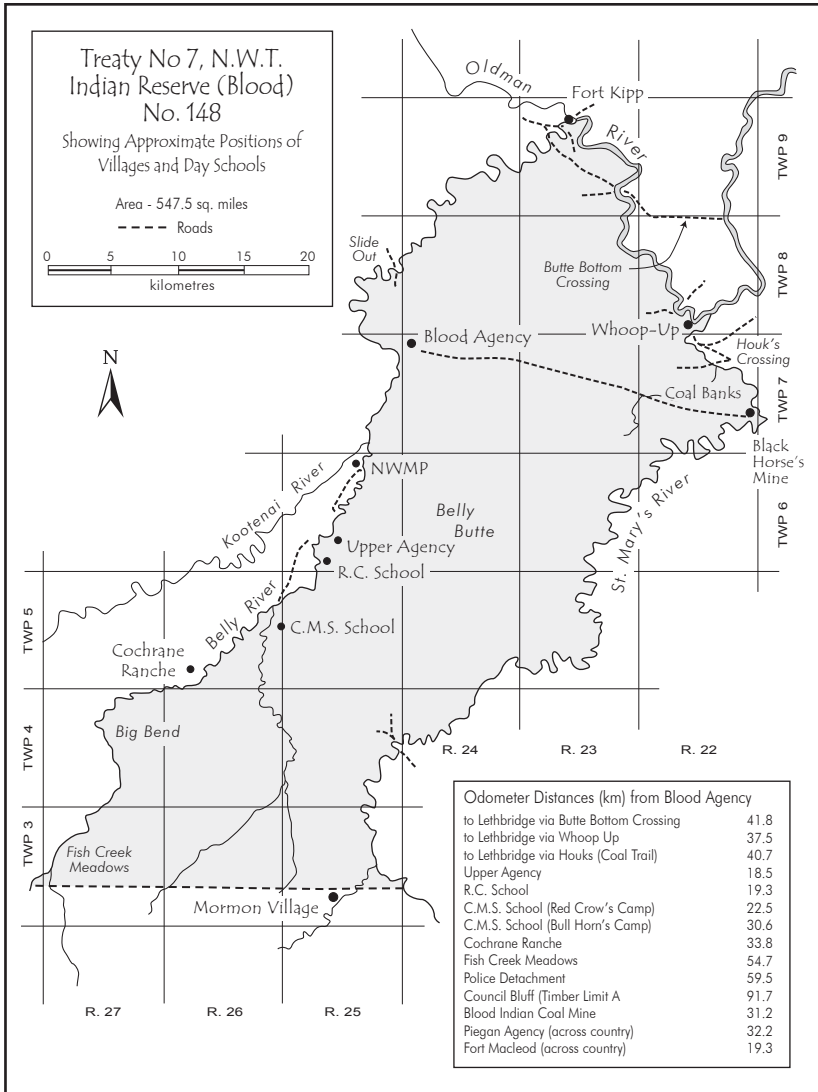 Treaty No 7, N.W.T.
Indian Reserve (Blood)
No. 148
Showing Approximate Positions of
Villages and Day Schools
Area - 547.5 sq. miles
Roads
0 5 10 15 20
kilometres
N
Oldman
River
Fort Kipp
TWP 9
Slide
Out
Butte Bottom
Crossing
TWP 8
Blood Agency
Whoop-Up
Houk's
Crossing
Coal Banks
TWP 7
Black
Horse's
Mine
NWMP
Kootenai River
Belly
Butte
St. Mary's River
TWP 6
Upper Agency
R.C. School
Belly River
C.M.S. School
TWP 5
Cochrane
Ranche
Big Bend
TWP 4
R. 24 R. 23 R. 22
TWP 3
Fish Creek
Meadows
Mormon Village
R. 27 R. 26 R. 25
Odometer Distances (km) from Blood Agency
to Lethbridge via Butte Bottom Crossing 41.8
to Lethbridge via Whoop Up 37.5
to Lethbridge via Houks (Coal Trail) 40.7
Upper Agency 18.5
R.C. School 19.3
C.M.S. School (Red Crow's Camp) 22.5
C.M.S. School (Bull Horn's Camp) 30.6
Cochrane Ranche 33.8
Fish Creek Meadows 54.7
Police Detachment 59.5
Council Bluff (Timber Limit A 91.7
Blood Indian Coal Mine 31.2
Piegan Agency (across country) 32.2
Fort Macleod (across country) 19.3